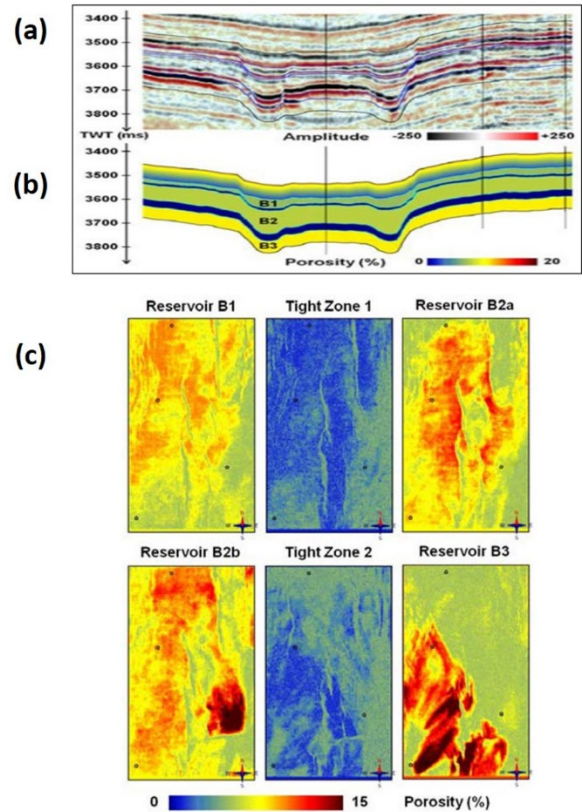 (a)
3400
3500
3600
3700
3800
TWT (ms)
Amplitude
-250 +250
(b)
3400
3500
3600
3700
3800
B1
B2
B3
Porosity (%)
0 20
(c)
Reservoir B1 Tight Zone 1 Reservoir B2a
Reservoir B2b Tight Zone 2 Reservoir B3
0 15 Porosity (%)